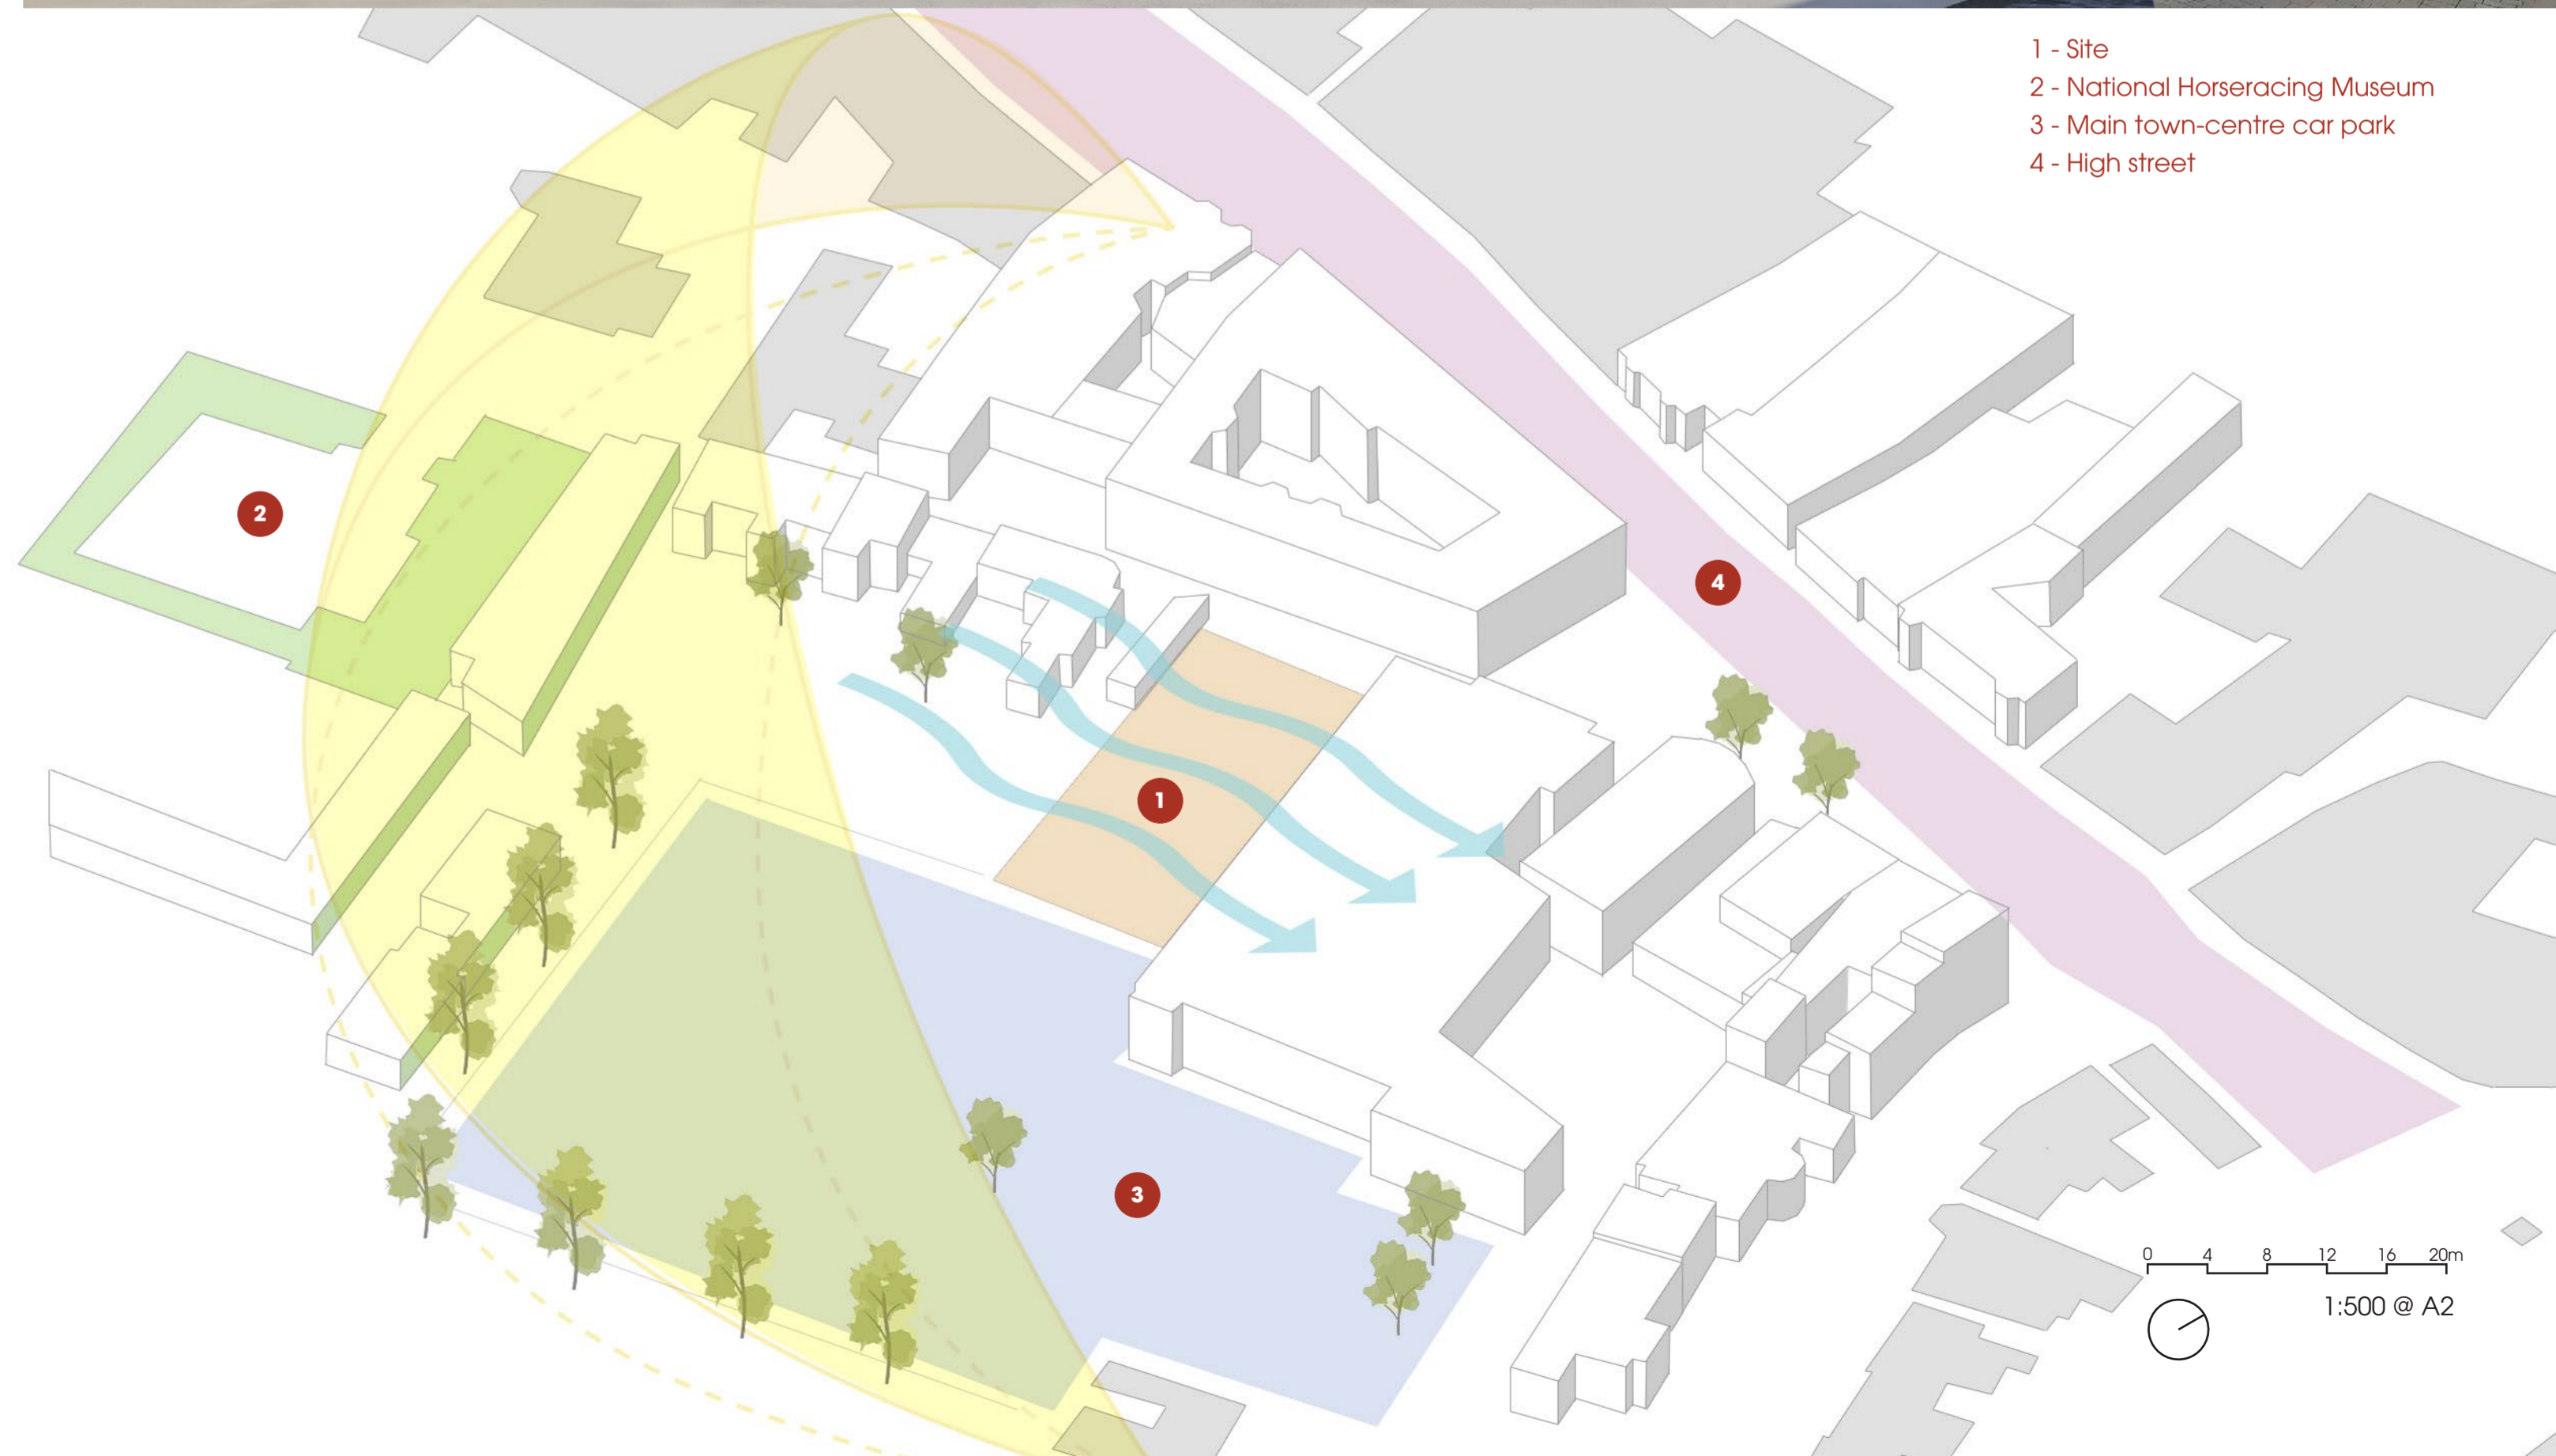 1 - Site
2 - National Horseracing Museum
3 - Main town-centre car park
4 - High street
2
4
1
3
0 4 8 12 16 20m
1:500 @ A2